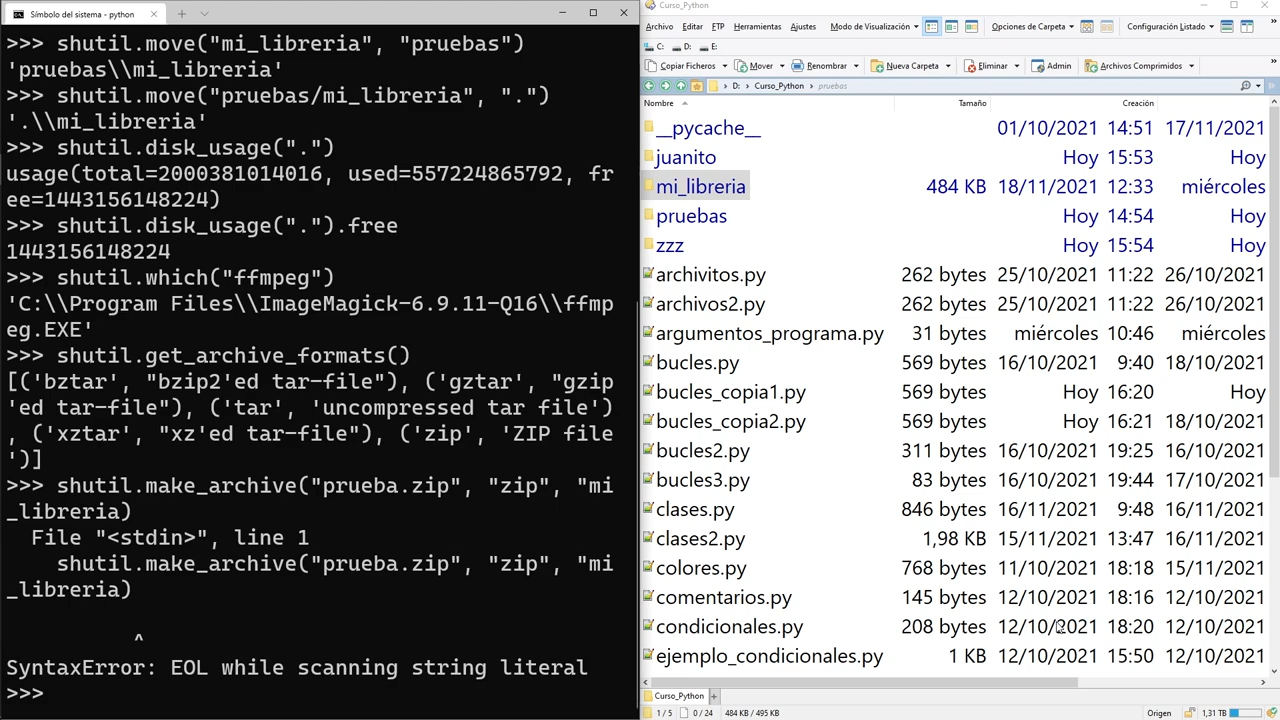 Símbolo del sistema - python
>>> shutil.move("mi_libreria", "pruebas")
'pruebas\\mi_libreria'
>>> shutil.move("pruebas/mi_libreria", ".")
'.\\mi_libreria'
>>> shutil.disk_usage(".")
usage(total=2000381014016, used=557224865792, fr
ee=1443156148224)
>>> shutil.disk_usage(".").free
1443156148224
>>> shutil.which("ffmpeg")
'C:\\Program Files\\ImageMagick-6.9.11-Q16\\ffmp
eg.EXE'
>>> shutil.get_archive_formats()
[('bztar', "bzip2'ed tar-file"), ('gztar', "gzip
'ed tar-file"), ('tar', 'uncompressed tar file')
, ('xztar', "xz'ed tar-file"), ('zip', 'ZIP file
')]
>>> shutil.make_archive("prueba.zip", "zip", "mi
_libreria)
File "<stdin>", line 1
shutil.make_archive("prueba.zip", "zip", "mi
_libreria)
^
SyntaxError: EOL while scanning string literal
>>>
Curso_Python
Archivo Editar FTP Herramientas Ajustes Modo de Visualización Opciones de Carpeta Configuración Listado
C: D: E:
Copiar Ficheros Mover Renombrar Nueva Carpeta Eliminar Admin Archivos Comprimidos
D: Curso_Python pruebas
Nombre Tamaño Creación
__pycache__ 01/10/2021 14:51 17/11/2021
juanito Hoy 15:53 Hoy
mi_libreria 484 KB 18/11/2021 12:33 miércoles
pruebas Hoy 14:54 Hoy
zzz Hoy 15:54 Hoy
archivitos.py 262 bytes 25/10/2021 11:22 26/10/2021
archivos2.py 262 bytes 25/10/2021 11:22 26/10/2021
argumentos_programa.py 31 bytes miércoles 10:46 miércoles
bucles.py 569 bytes 16/10/2021 9:40 18/10/2021
bucles_copia1.py 569 bytes Hoy 16:20 Hoy
bucles_copia2.py 569 bytes Hoy 16:21 18/10/2021
bucles2.py 311 bytes 16/10/2021 19:25 16/10/2021
bucles3.py 83 bytes 16/10/2021 19:44 17/10/2021
clases.py 846 bytes 16/11/2021 9:48 16/11/2021
clases2.py 1,98 KB 15/11/2021 13:47 16/11/2021
colores.py 768 bytes 11/10/2021 18:18 15/11/2021
comentarios.py 145 bytes 12/10/2021 18:16 12/10/2021
condicionales.py 208 bytes 12/10/2021 18:20 12/10/2021
ejemplo_condicionales.py 1 KB 12/10/2021 15:50 12/10/2021
Curso_Python
1 / 5 0 / 24 484 KB / 495 KB Origen 1,31 TB